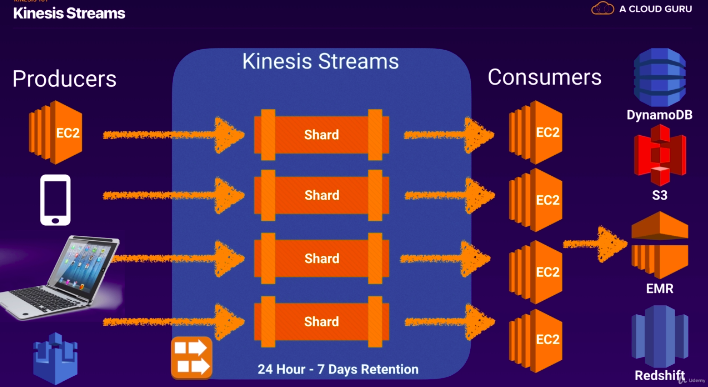 Kinesis Streams
A CLOUD GURU
Producers
Kinesis Streams
Consumers
EC2
Shard
EC2
DynamoDB
Shard
EC2
S3
Shard
EC2
EMR
Shard
EC2
24 Hour - 7 Days Retention
Redshift
Udemy